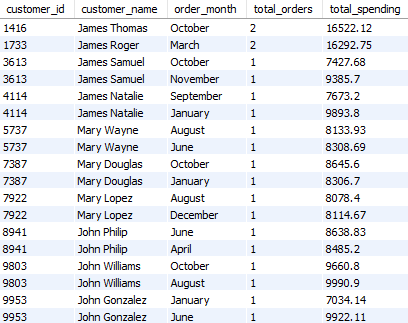 customer_id customer_name order_month total_orders total_spending
1416 James Thomas October 2 16522.12
1733 James Roger March 2 16292.75
3613 James Samuel October 1 7427.68
3613 James Samuel November 1 9385.7
4114 James Natalie September 1 7673.2
4114 James Natalie January 1 9893.8
5737 Mary Wayne August 1 8133.93
5737 Mary Wayne June 1 8308.69
7387 Mary Douglas October 1 8645.6
7387 Mary Douglas January 1 8306.7
7922 Mary Lopez August 1 8078.4
7922 Mary Lopez December 1 8114.67
8941 John Philip June 1 8638.83
8941 John Philip April 1 8485.2
9803 John Williams October 1 9660.8
9803 John Williams August 1 9990.9
9953 John Gonzalez January 1 7034.14
9953 John Gonzalez June 1 9922.11